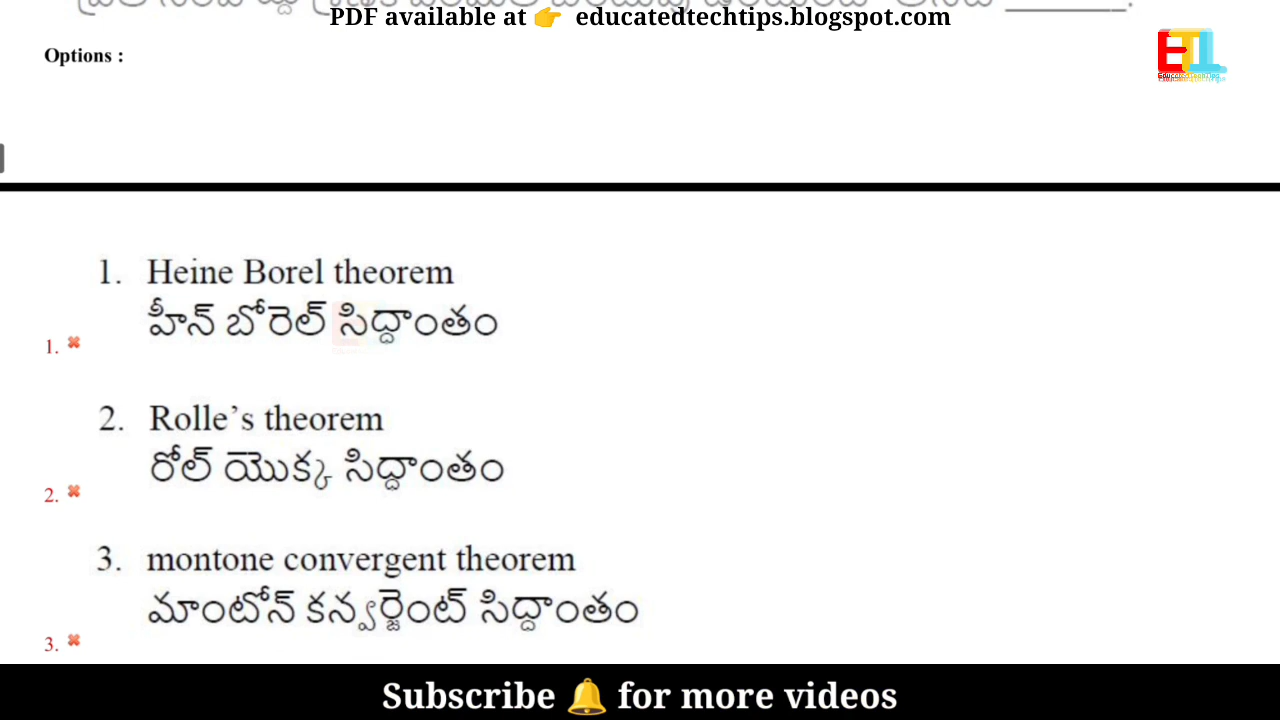 PDF available at 👉 educatedtechtips.blogspot.com
Options :
1. Heine Borel theorem
హీన్ బోరెల్ సిద్ధాంతం
1. ✖
2. Rolle’s theorem
రోల్ యొక్క సిద్ధాంతం
2. ✖
3. montone convergent theorem
మాంటోన్ కన్వర్జెంట్ సిద్ధాంతం
3. ✖
Subscribe 🔔 for more videos